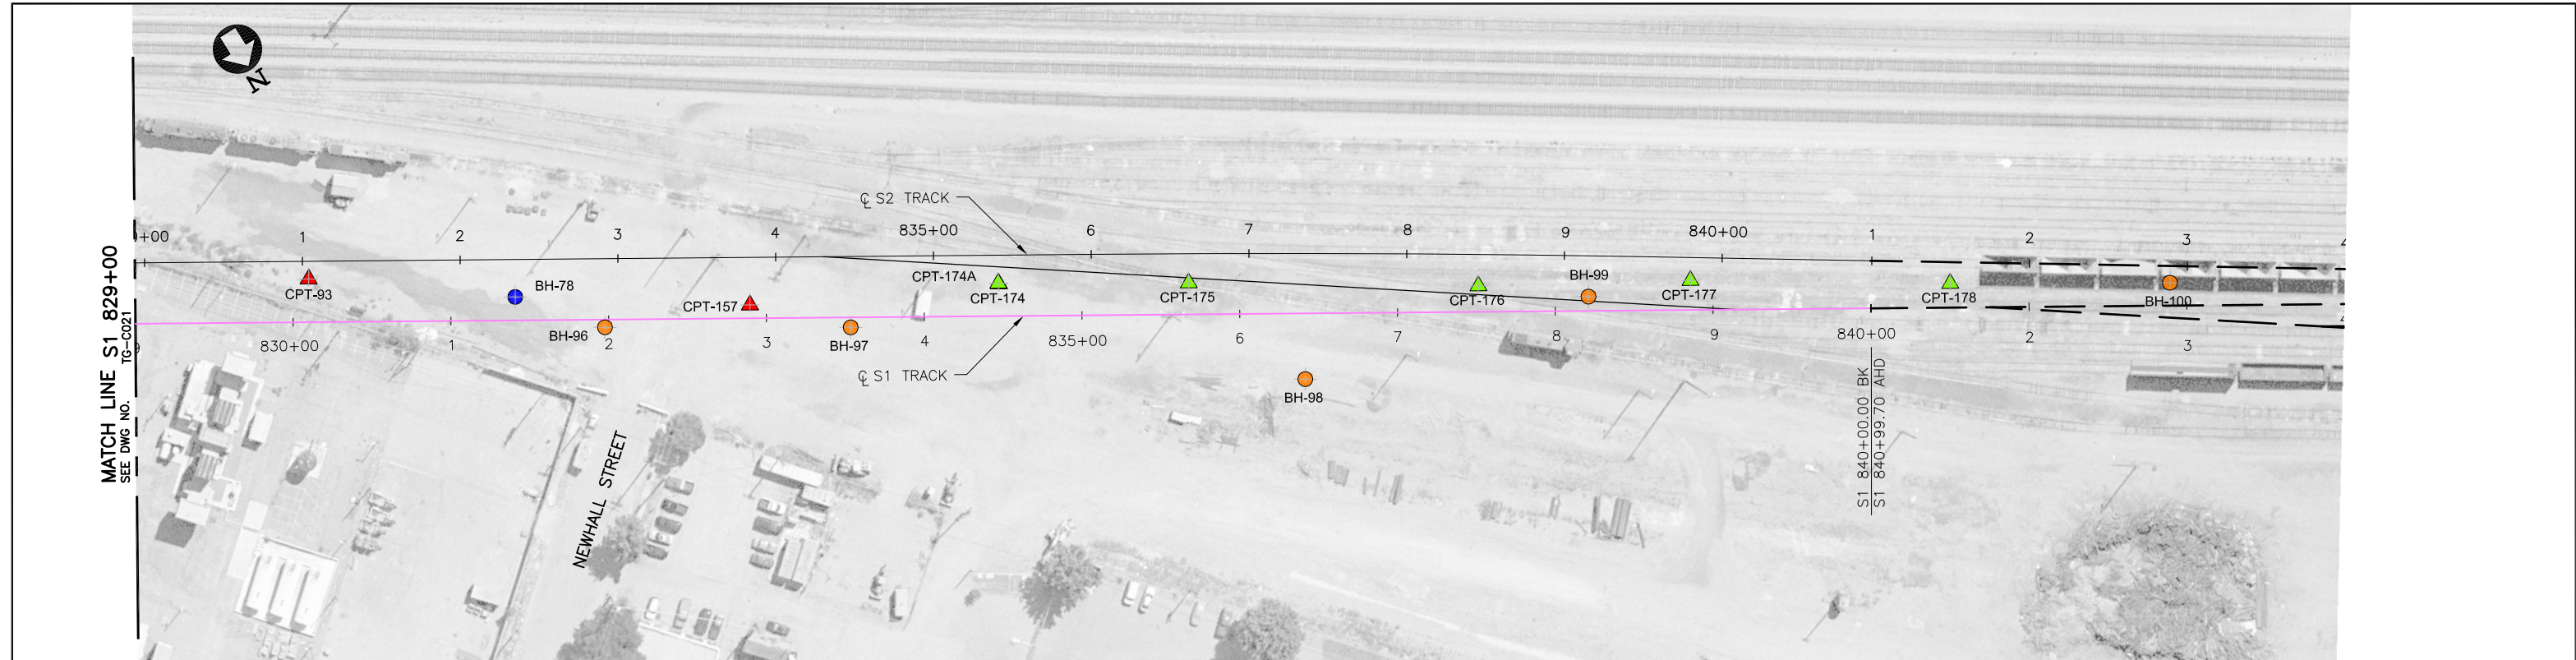 N
MATCH LINE S1 829+00
SEE DWG NO. TG-C021
℄ S2 TRACK
+00 1 2 3 4 835+00 6 7 8 9 840+00 1 2 3 4
CPT-93
BH-78
CPT-157
CPT-174A
CPT-174
CPT-175
CPT-176
BH-99
CPT-177
CPT-178
BH-100
BH-96
BH-97
830+00 1 2 3 4 835+00 6 7 8 9 840+00 2 3 4
℄ S1 TRACK
BH-98
NEWHALL STREET
S1 840+00.00 BK
S1 840+99.70 AHD